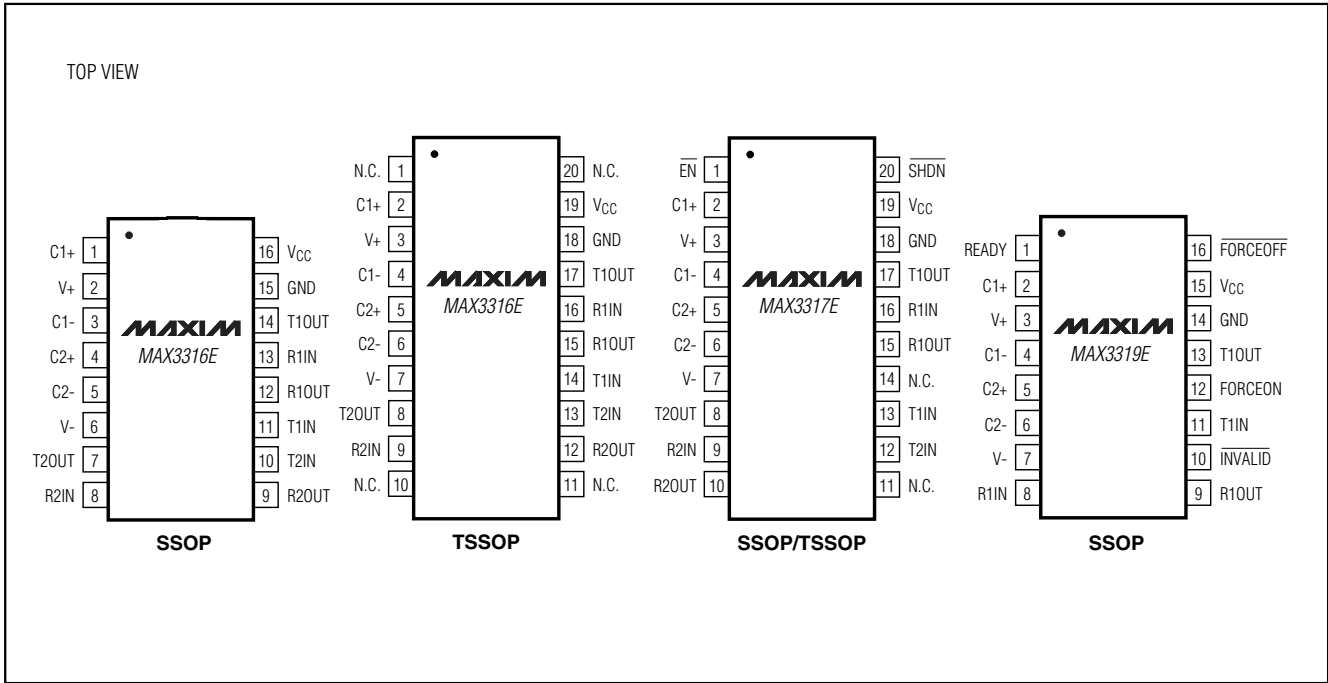 TOP VIEW
C1+ 1
V+ 2
C1- 3
C2+ 4
C2- 5
V- 6
T2OUT 7
R2IN 8
16 VCC
15 GND
14 T1OUT
13 R1IN
12 R1OUT
11 T1IN
10 T2IN
9 R2OUT
MAXIM
MAX3316E
SSOP
N.C. 1
C1+ 2
V+ 3
C1- 4
C2+ 5
C2- 6
V- 7
T2OUT 8
R2IN 9
N.C. 10
20 N.C.
19 VCC
18 GND
17 T1OUT
16 R1IN
15 R1OUT
14 T1IN
13 T2IN
12 R2OUT
11 N.C.
MAXIM
MAX3316E
TSSOP
EN 1
C1+ 2
V+ 3
C1- 4
C2+ 5
C2- 6
V- 7
T2OUT 8
R2IN 9
R2OUT 10
20 SHDN
19 VCC
18 GND
17 T1OUT
16 R1IN
15 R1OUT
14 N.C.
13 T1IN
12 T2IN
11 N.C.
MAXIM
MAX3317E
SSOP/TSSOP
READY 1
C1+ 2
V+ 3
C1- 4
C2+ 5
C2- 6
V- 7
R1IN 8
16 FORCEOFF
15 VCC
14 GND
13 T1OUT
12 FORCEON
11 T1IN
10 INVALID
9 R1OUT
MAXIM
MAX3319E
SSOP